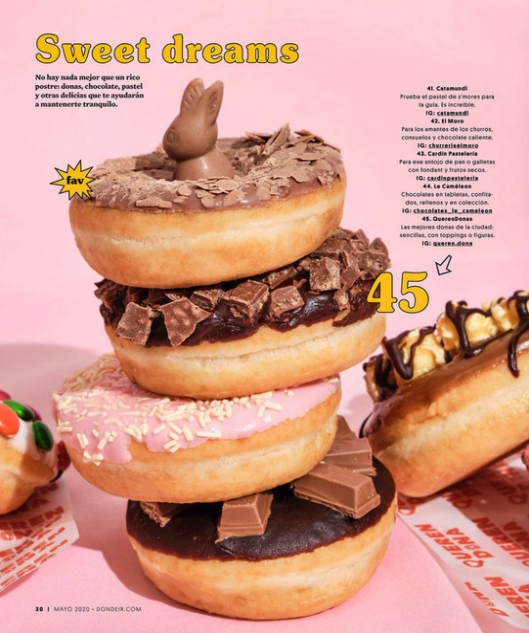 Sweet dreams
No hay nada mejor que un rico
postre: donas, chocolate, pastel
y otras delicias que te ayudarán
a mantenerte tranquilo.
41. Catamundi
Prueba el pastel de s'mores para
la gula. Es increíble.
IG: catamundi
42. El Moro
Para los amantes de los churros,
consuelos y chocolate caliente.
IG: churreriaelmoro
43. Cardín Pastelería
Para ese antojo de pan o galletas
con fondant y frutos secos.
IG: cardinpasteleria
44. Le Caméleon
Chocolates en tabletas, confita-
dos, rellenos y en colección.
IG: chocolates_le_cameleon
45. QuerenDonas
Las mejores donas de la ciudad:
sencillas, con toppings o figuras.
IG: queren.dona
fav
45
QUEREN
DONA
30 | MAYO 2020 • DONDEIR.COM